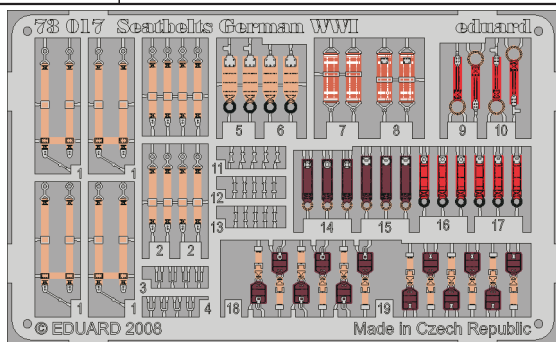 73 017 Seatbelts German WWI eduard
5 6 7 8 9 10
1 1
11
12
13
14 15 16 17
2 2
3
4
1 1
18 19
© EDUARD 2008 Made in Czech Republic